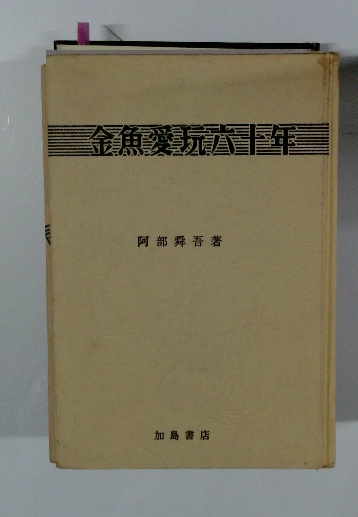 金魚愛玩六十年
阿部舜吾著
加島書店